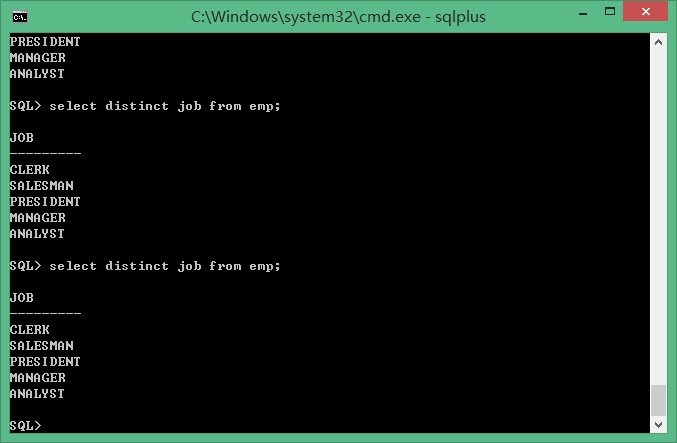 C:\Windows\system32\cmd.exe - sqlplus
PRESIDENT
MANAGER
ANALYST
SQL> select distinct job from emp;
JOB
---------
CLERK
SALESMAN
PRESIDENT
MANAGER
ANALYST
SQL> select distinct job from emp;
JOB
---------
CLERK
SALESMAN
PRESIDENT
MANAGER
ANALYST
SQL>